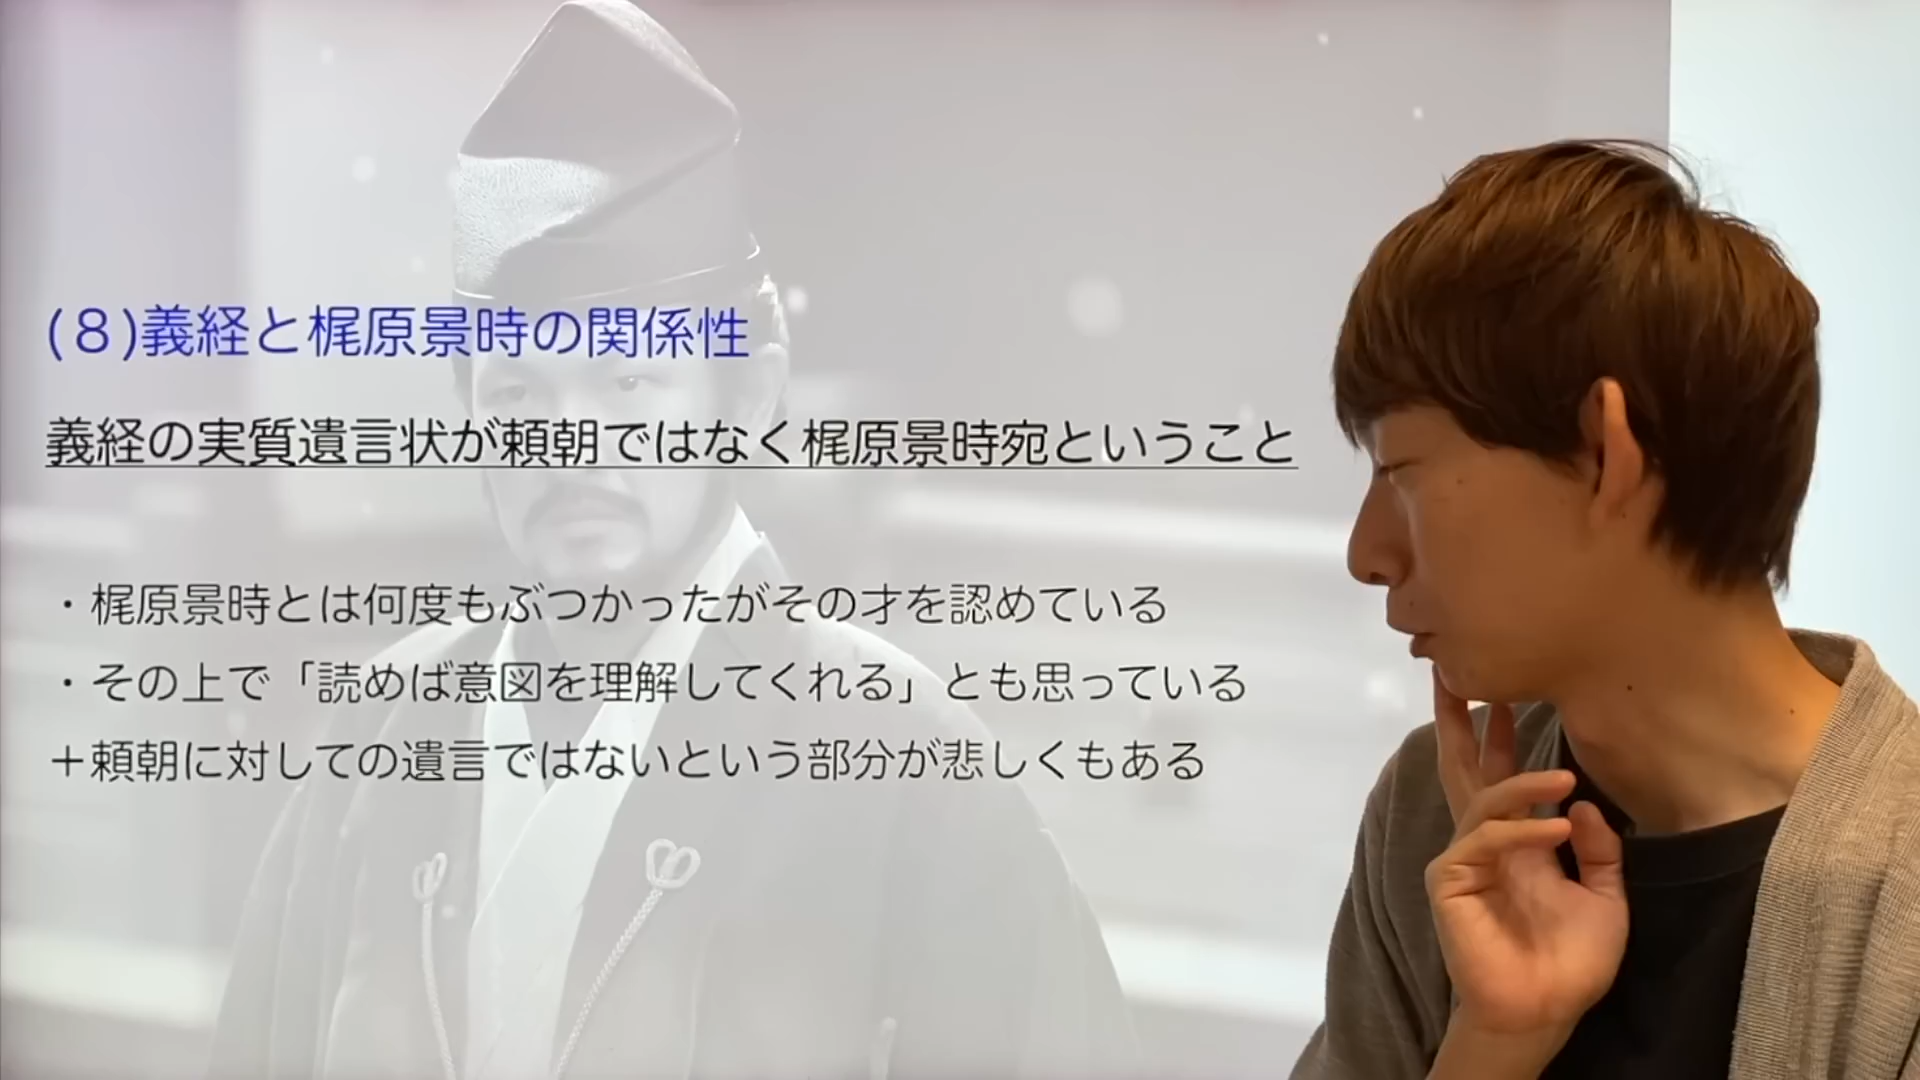 (８)義経と梶原景時の関係性
義経の実質遺言状が頼朝ではなく梶原景時宛ということ
・梶原景時とは何度もぶつかったがその才を認めている
・その上で「読めば意図を理解してくれる」とも思っている
＋頼朝に対しての遺言ではないという部分が悲しくもある